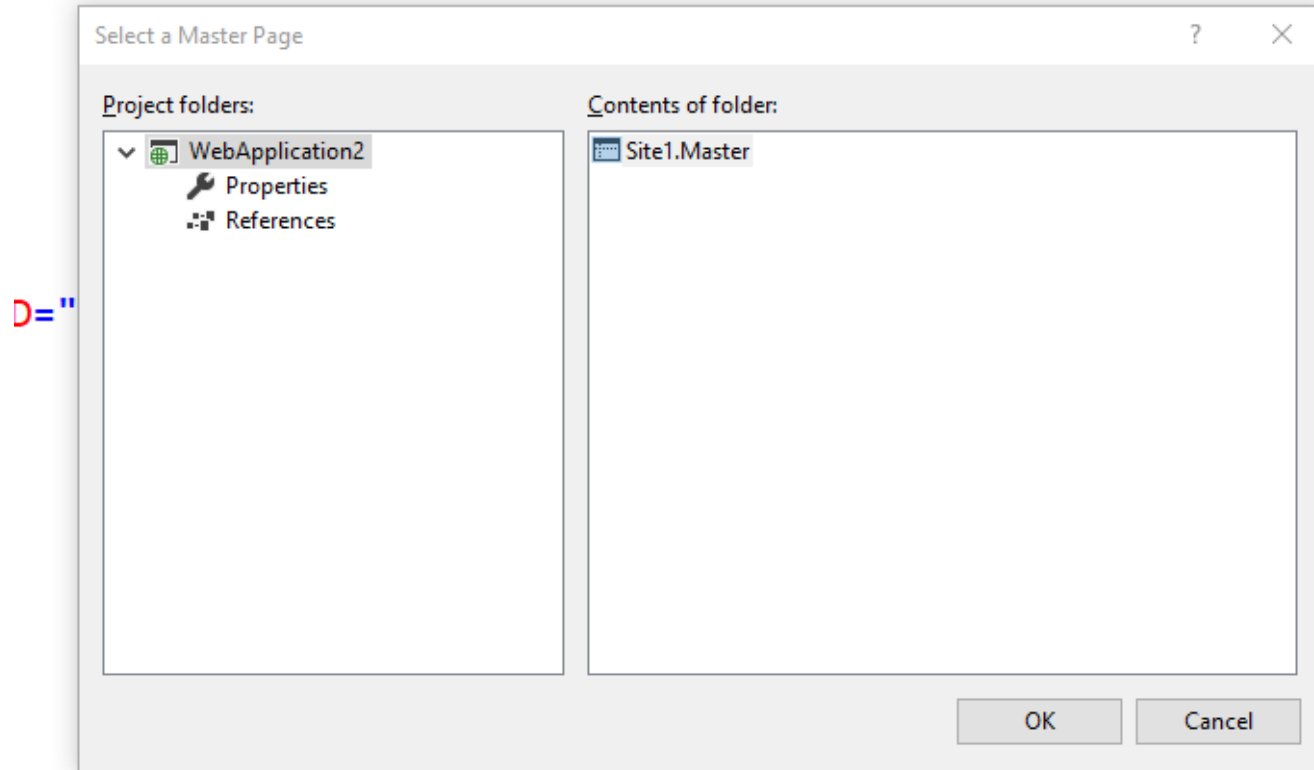 Select a Master Page
?
Project folders:
Contents of folder:
WebApplication2
Site1.Master
Properties
References
D="
OK
Cancel